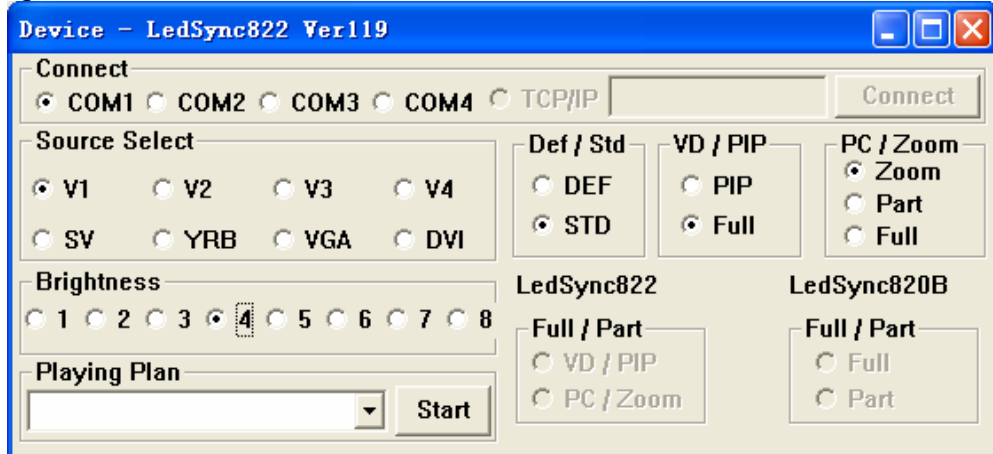 Device - LedSync822 Ver119
Connect
COM1 COM2 COM3 COM4 TCP/IP Connect
Source Select
V1 V2 V3 V4
SV YRB VGA DVI
Def / Std
DEF
STD
VD / PIP
PIP
Full
PC / Zoom
Zoom
Part
Full
Brightness
1 2 3 4 5 6 7 8
Playing Plan
Start
LedSync822
Full / Part
VD / PIP
PC / Zoom
LedSync820B
Full / Part
Full
Part